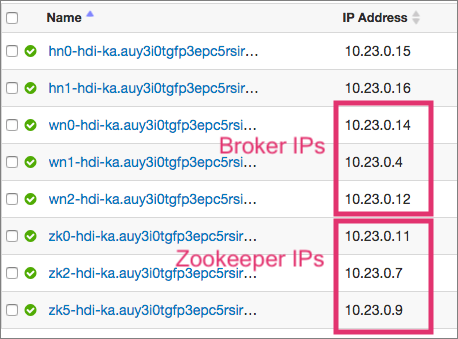 Name IP Address
hn0-hdi-ka.auy3i0tgfp3epc5rsir... 10.23.0.15
hn1-hdi-ka.auy3i0tgfp3epc5rsir... 10.23.0.16
wn0-hdi-ka.auy3i0tgfp3epc5rsi... 10.23.0.14
Broker IPs
wn1-hdi-ka.auy3i0tgfp3epc5rsi... 10.23.0.4
wn2-hdi-ka.auy3i0tgfp3epc5rsi... 10.23.0.12
zk0-hdi-ka.auy3i0tgfp3epc5rsir... 10.23.0.11
Zookeeper IPs
zk2-hdi-ka.auy3i0tgfp3epc5rsir... 10.23.0.7
zk5-hdi-ka.auy3i0tgfp3epc5rsir... 10.23.0.9